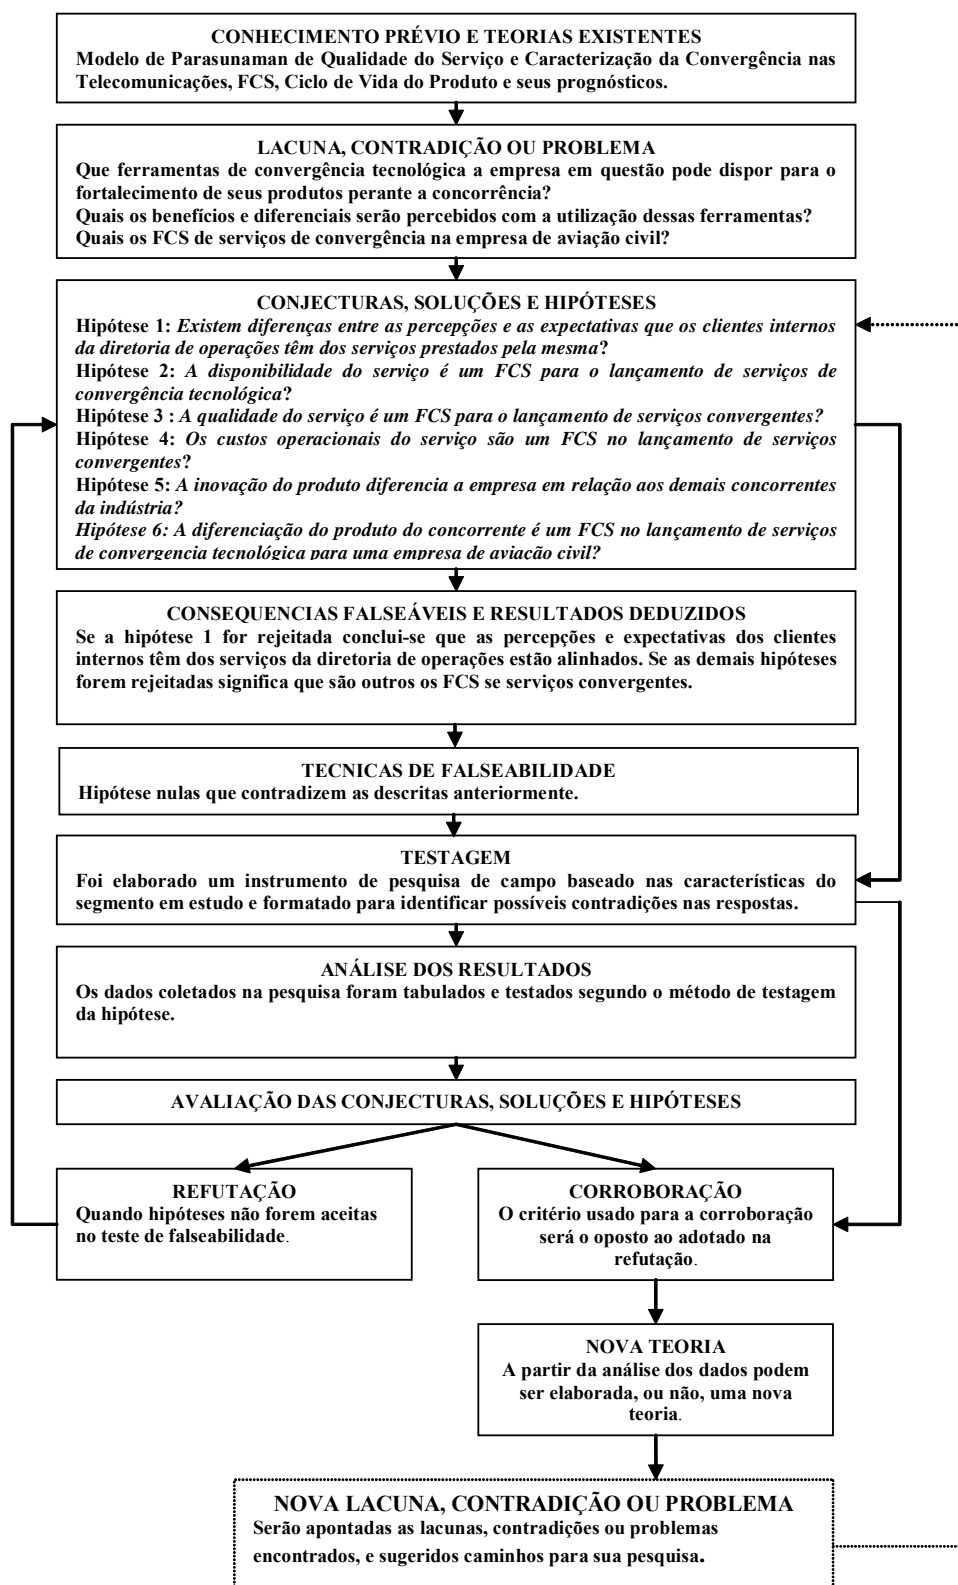 CONHECIMENTO PRÉVIO E TEORIAS EXISTENTES
Modelo de Parasunaman de Qualidade do Serviço e Caracterização da Convergência nas
Telecomunicações, FCS, Ciclo de Vida do Produto e seus prognósticos.
LACUNA, CONTRADIÇÃO OU PROBLEMA
Que ferramentas de convergência tecnológica a empresa em questão pode dispor para o
fortalecimento de seus produtos perante a concorrência?
Quais os benefícios e diferenciais serão percebidos com a utilização dessas ferramentas?
Quais os FCS de serviços de convergência na empresa de aviação civil?
CONJECTURAS, SOLUÇÕES E HIPÓTESES
Hipótese 1: Existem diferenças entre as percepções e as expectativas que os clientes internos
da diretoria de operações têm dos serviços prestados pela mesma?
Hipótese 2: A disponibilidade do serviço é um FCS para o lançamento de serviços de
convergência tecnológica?
Hipótese 3 : A qualidade do serviço é um FCS para o lançamento de serviços convergentes?
Hipótese 4: Os custos operacionais do serviço são um FCS no lançamento de serviços
convergentes?
Hipótese 5: A inovação do produto diferencia a empresa em relação aos demais concorrentes
da indústria?
Hipótese 6: A diferenciação do produto do concorrente é um FCS no lançamento de serviços
de convergencia tecnológica para uma empresa de aviação civil?
CONSEQUENCIAS FALSEÁVEIS E RESULTADOS DEDUZIDOS
Se a hipótese 1 for rejeitada conclui-se que as percepções e expectativas dos clientes
internos têm dos serviços da diretoria de operações estão alinhados. Se as demais hipóteses
forem rejeitadas significa que são outros os FCS se serviços convergentes.
TECNICAS DE FALSEABILIDADE
Hipótese nulas que contradizem as descritas anteriormente.
TESTAGEM
Foi elaborado um instrumento de pesquisa de campo baseado nas características do
segmento em estudo e formatado para identificar possíveis contradições nas respostas.
ANÁLISE DOS RESULTADOS
Os dados coletados na pesquisa foram tabulados e testados segundo o método de testagem
da hipótese.
AVALIAÇÃO DAS CONJECTURAS, SOLUÇÕES E HIPÓTESES
REFUTAÇÃO
Quando hipóteses não forem aceitas
no teste de falseabilidade.
CORROBORAÇÃO
O critério usado para a corroboração
será o oposto ao adotado na
refutação.
NOVA TEORIA
A partir da análise dos dados podem
ser elaborada, ou não, uma nova
teoria.
NOVA LACUNA, CONTRADIÇÃO OU PROBLEMA
Serão apontadas as lacunas, contradições ou problemas
encontrados, e sugeridos caminhos para sua pesquisa.